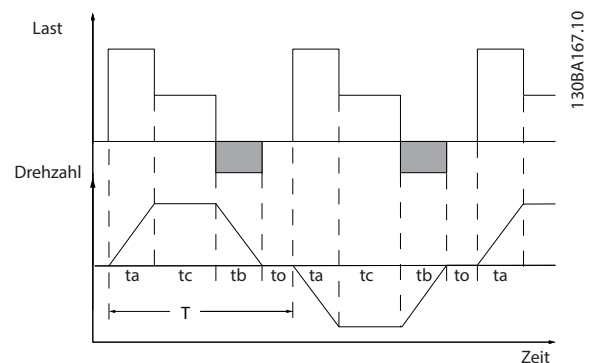 Last
130BA167.10
Drehzahl
ta tc tb to ta tc tb to ta
T
Zeit